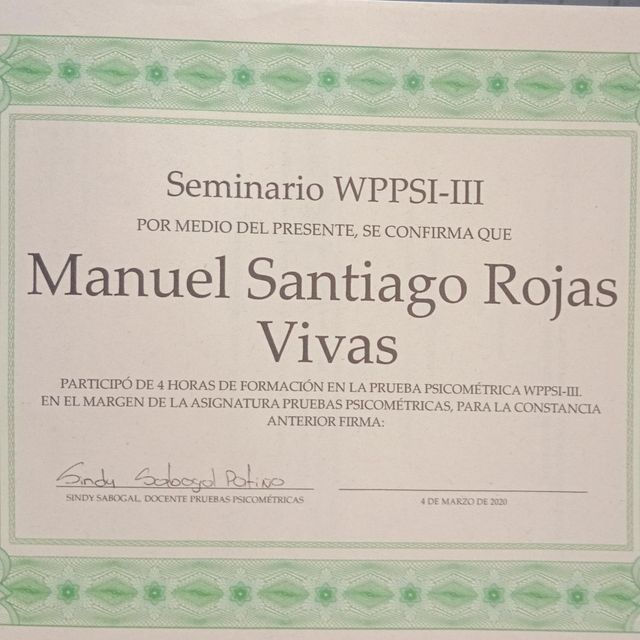 Seminario WPPSI-III
POR MEDIO DEL PRESENTE, SE CONFIRMA QUE
Manuel Santiago Rojas
Vivas
PARTICIPÓ DE 4 HORAS DE FORMACIÓN EN LA PRUEBA PSICOMÉTRICA WPPSI-III.
EN EL MARGEN DE LA ASIGNATURA PRUEBAS PSICOMÉTRICAS, PARA LA CONSTANCIA
ANTERIOR FIRMA:
Sindy Sabogal Patiño
SINDY SABOGAL. DOCENTE PRUEBAS PSICOMÉTRICAS
4 DE MARZO DE 2020